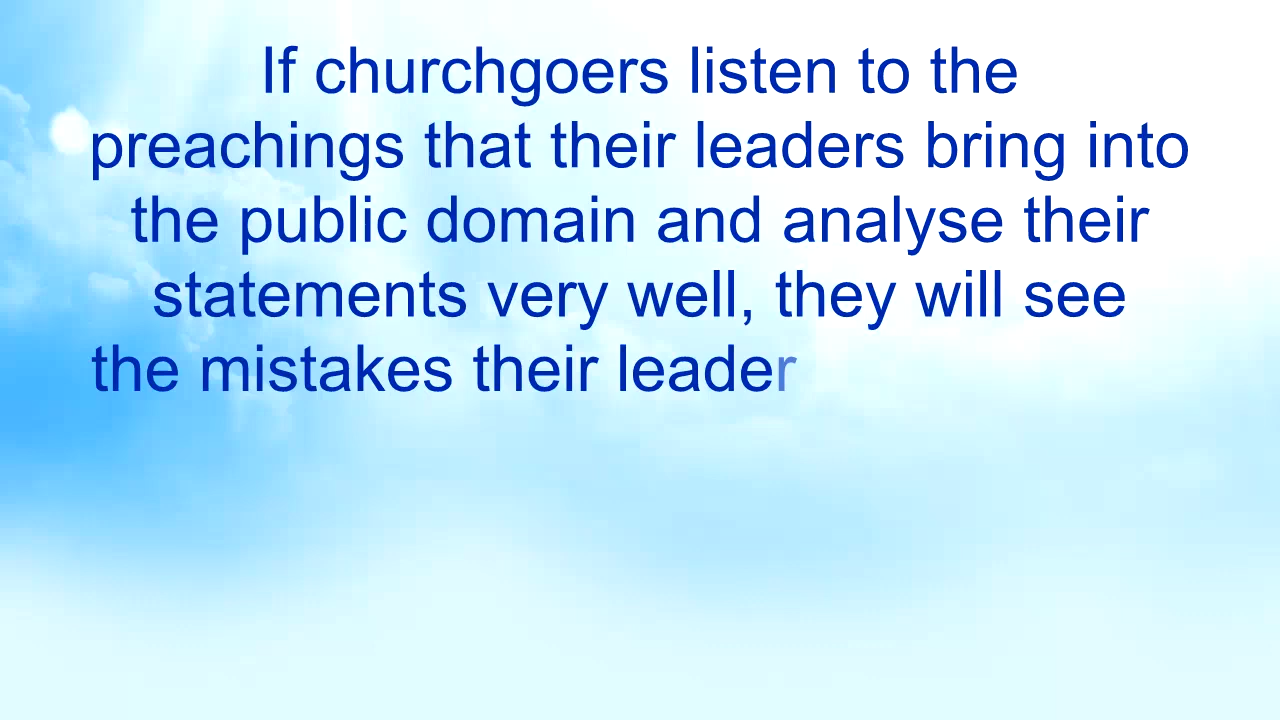 If churchgoers listen to the
preachings that their leaders bring into
the public domain and analyse their
statements very well, they will see
the mistakes their leader